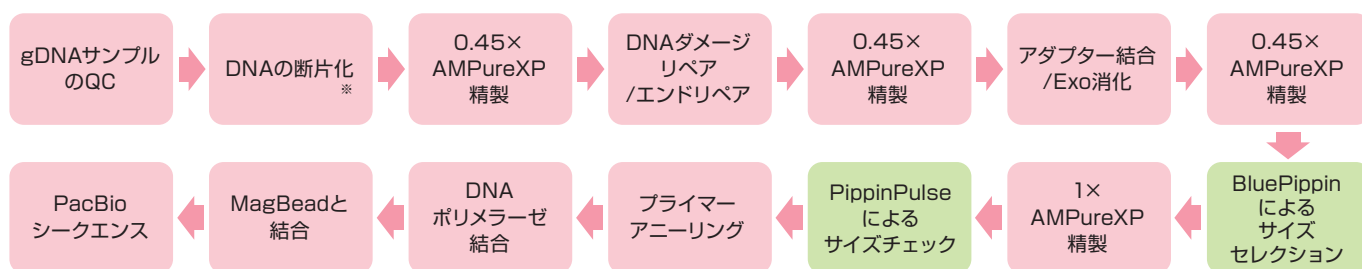 gDNAサンプル
のQC
DNAの断片化
※
0.45×
AMPureXP
精製
DNAダメージ
リペア
/エンドリペア
0.45×
AMPureXP
精製
アダプター結合
/Exo消化
0.45×
AMPureXP
精製
BluePippin
による
サイズ
セレクション
1×
AMPureXP
精製
PippinPulse
による
サイズチェック
プライマー
アニーリング
DNA
ポリメラーゼ
結合
MagBeadと
結合
PacBio
シークエンス